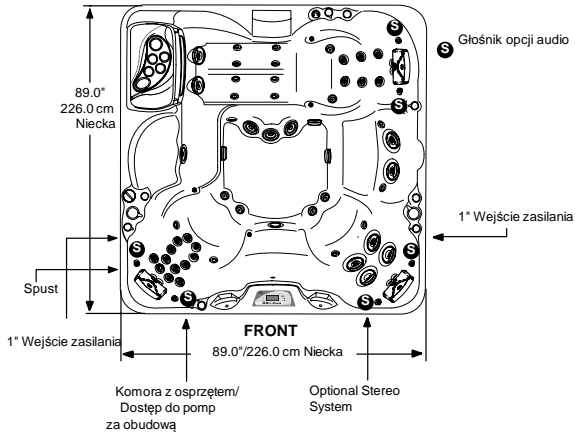 S
S Głośnik opcji audio
89.0"
226.0 cm
Niecka
S
1" Wejście zasilania
S
S
Spust
S
S
1" Wejście zasilania
FRONT
89.0"/226.0 cm Niecka
Komora z osprzętem/
Dostęp do pomp
za obudową
Optional Stereo
System